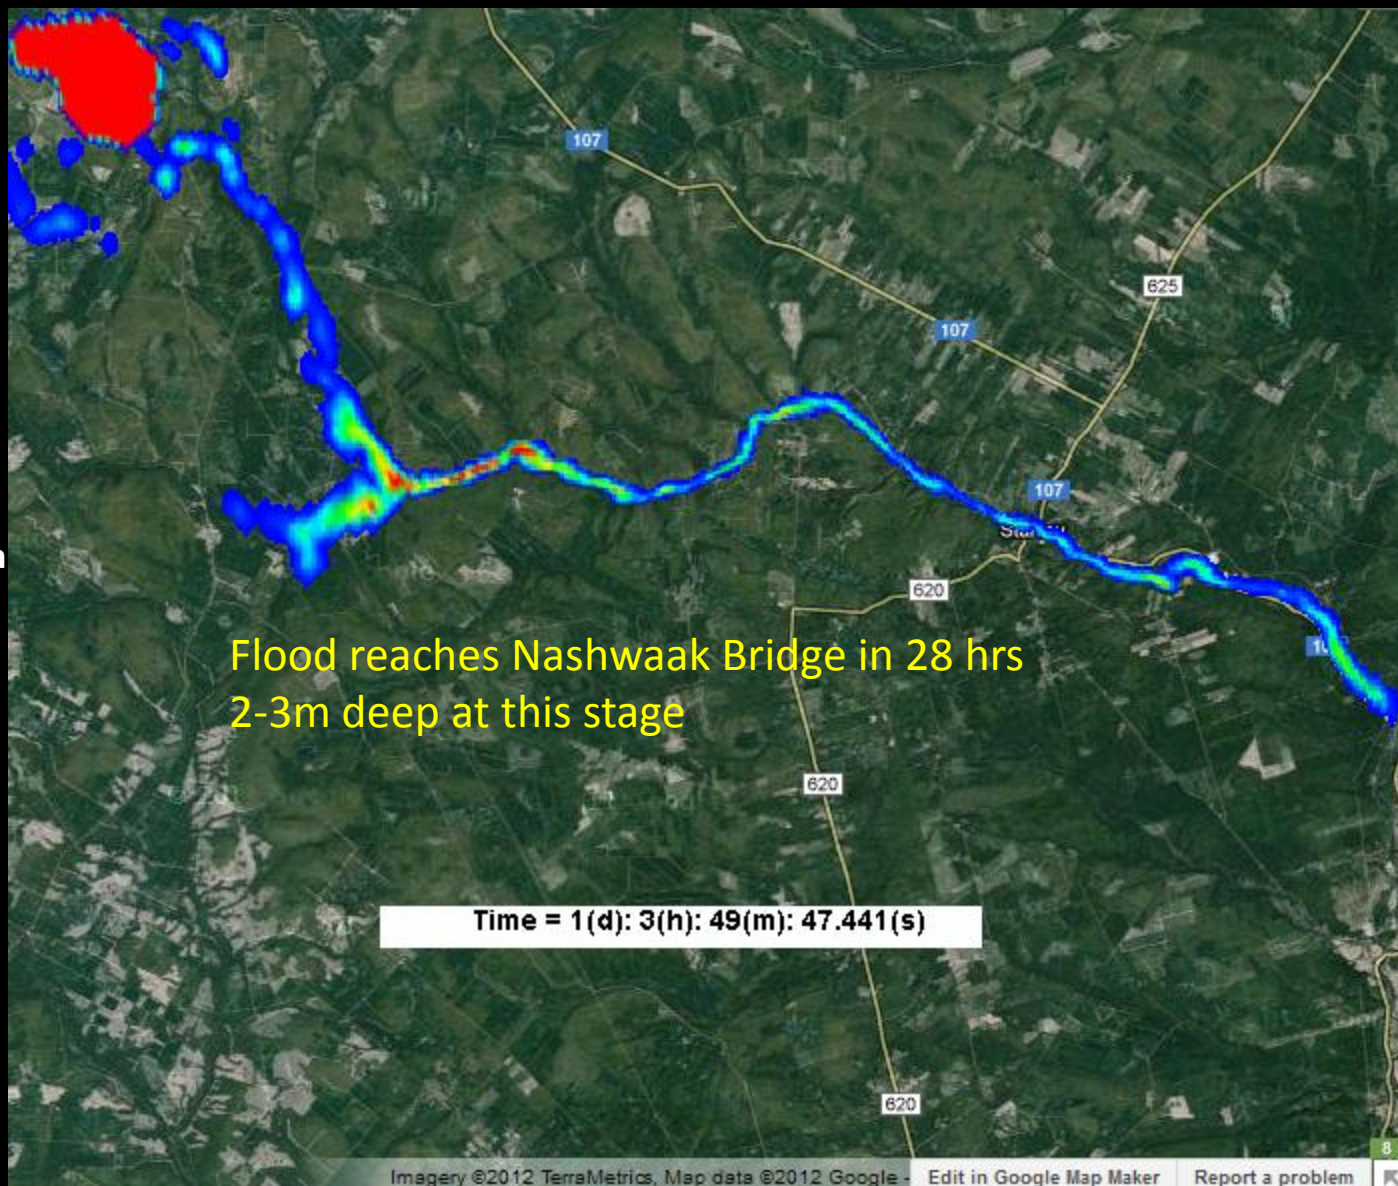 107
625
107
107
620
Flood reaches Nashwaak Bridge in 28 hrs
2-3m deep at this stage
620
Time = 1(d): 3(h): 49(m): 47.441(s)
620
8
Imagery ©2012 TerraMetrics, Map data ©2012 Google - Edit in Google Map Maker Report a problem